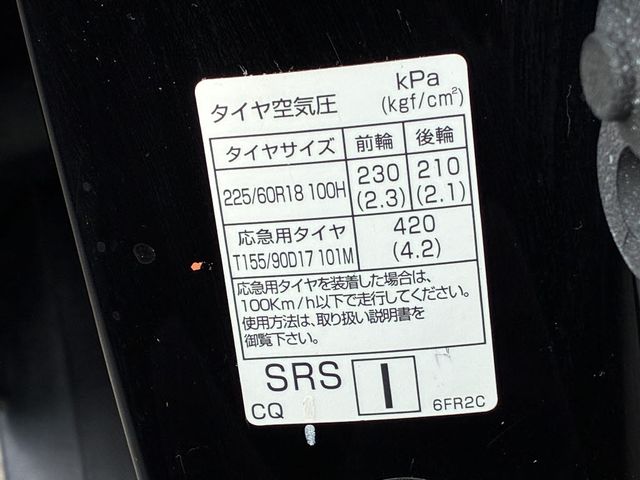 タイヤ空気圧 kPa (kgf/cm²)
タイヤサイズ 前輪 後輪
225/60R18 100H 230 (2.3) 210 (2.1)
応急用タイヤ 420
T155/90D17 101M (4.2)
応急用タイヤを装着した場合は、
100Km/h以下で走行してください。
使用方法は、取り扱い説明書を
御覧下さい。
SRS I
CQ 6FR2C